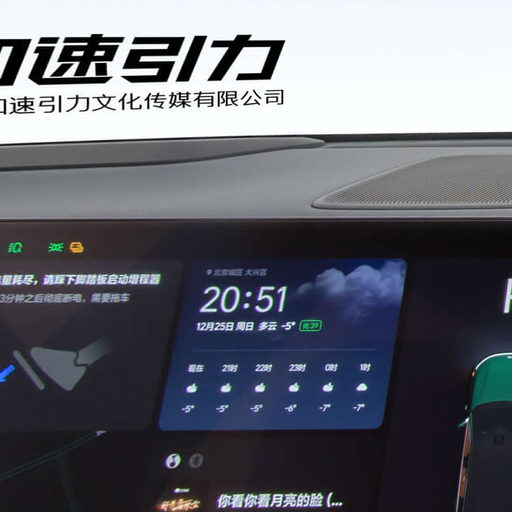 加速引力
加速引力文化传媒有限公司
量耗尽，请踩下脚踏板启动增程器
3分钟之后彻底断电，需要拖车
北京城区 大兴区
20:51
12月25日 周日 多云 -5° 优39
现在 21时 22时 23时 0时 1时
-5° -5° -5° -6° -7° -7°
你看你看月亮的脸 (...